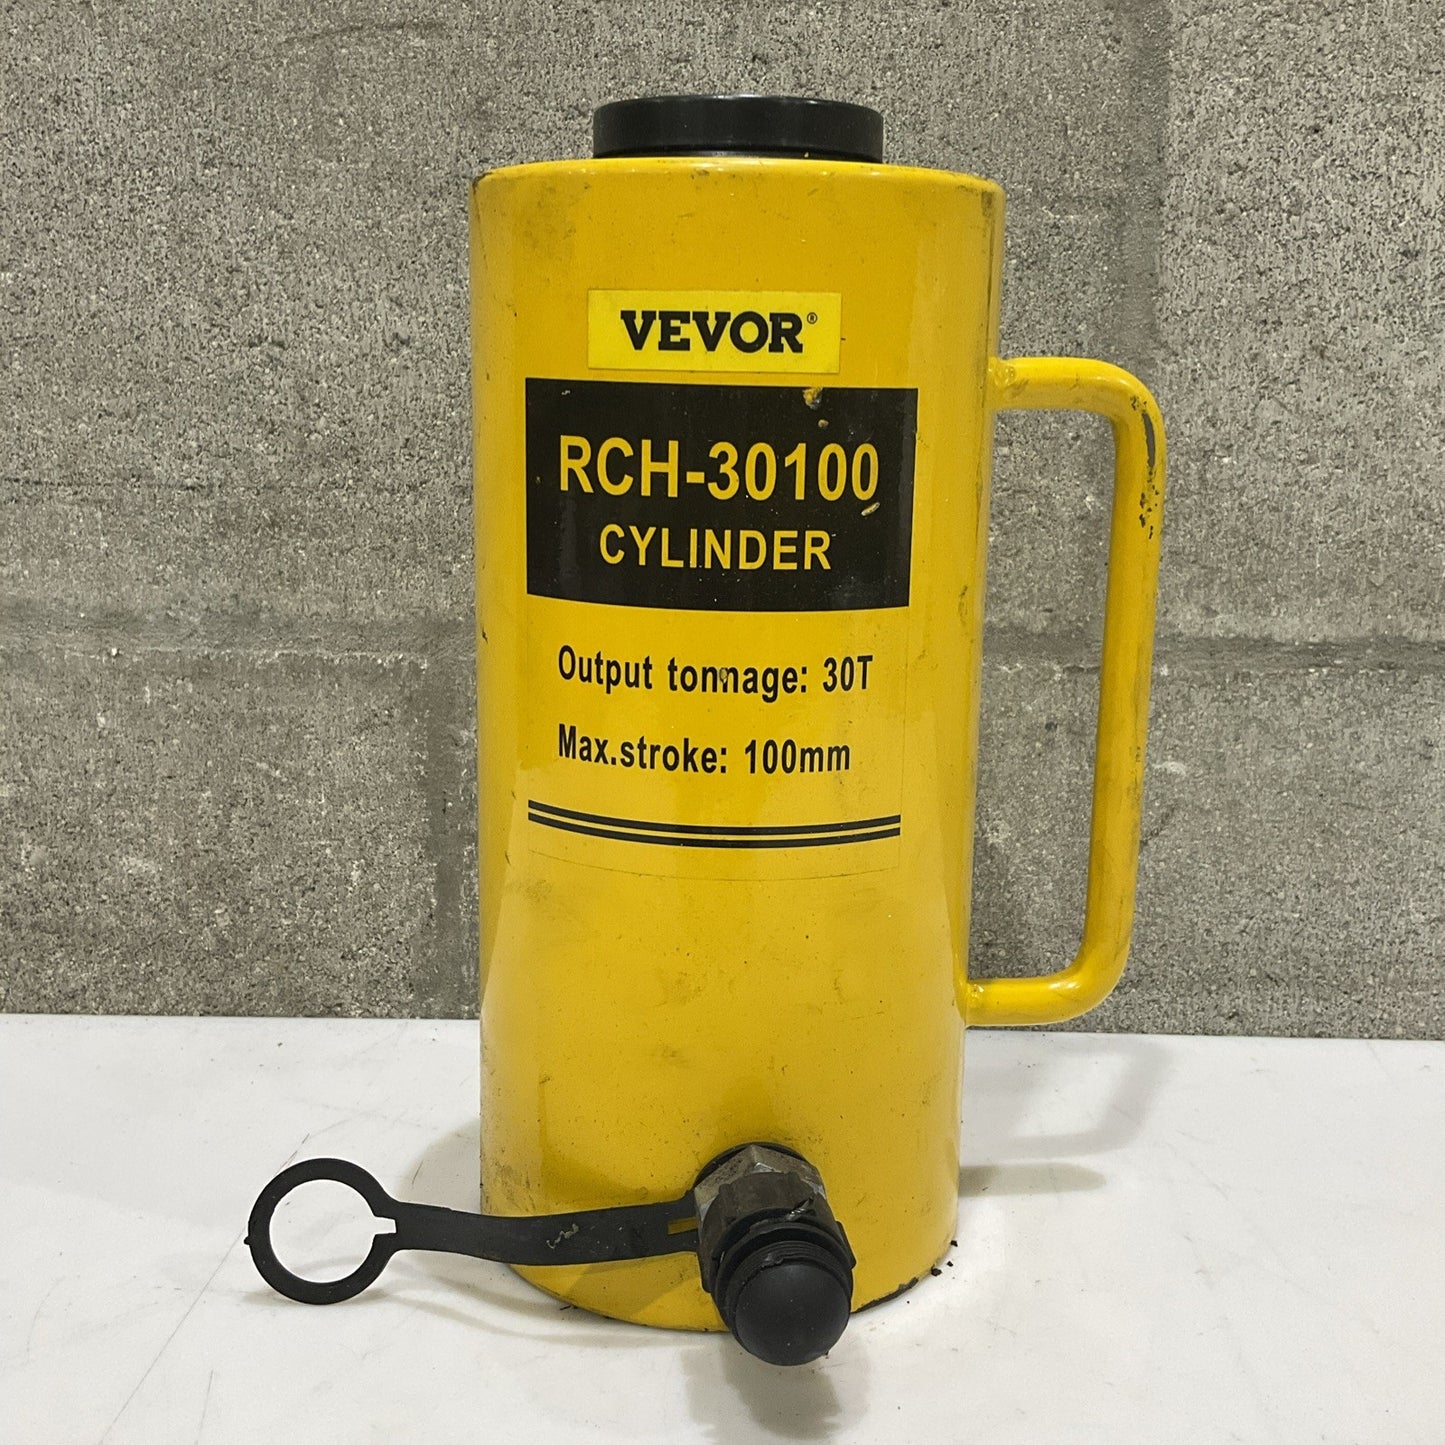 VEVOR®
RCH-30100
CYLINDER
Output tonnage: 30T
Max.stroke: 100mm